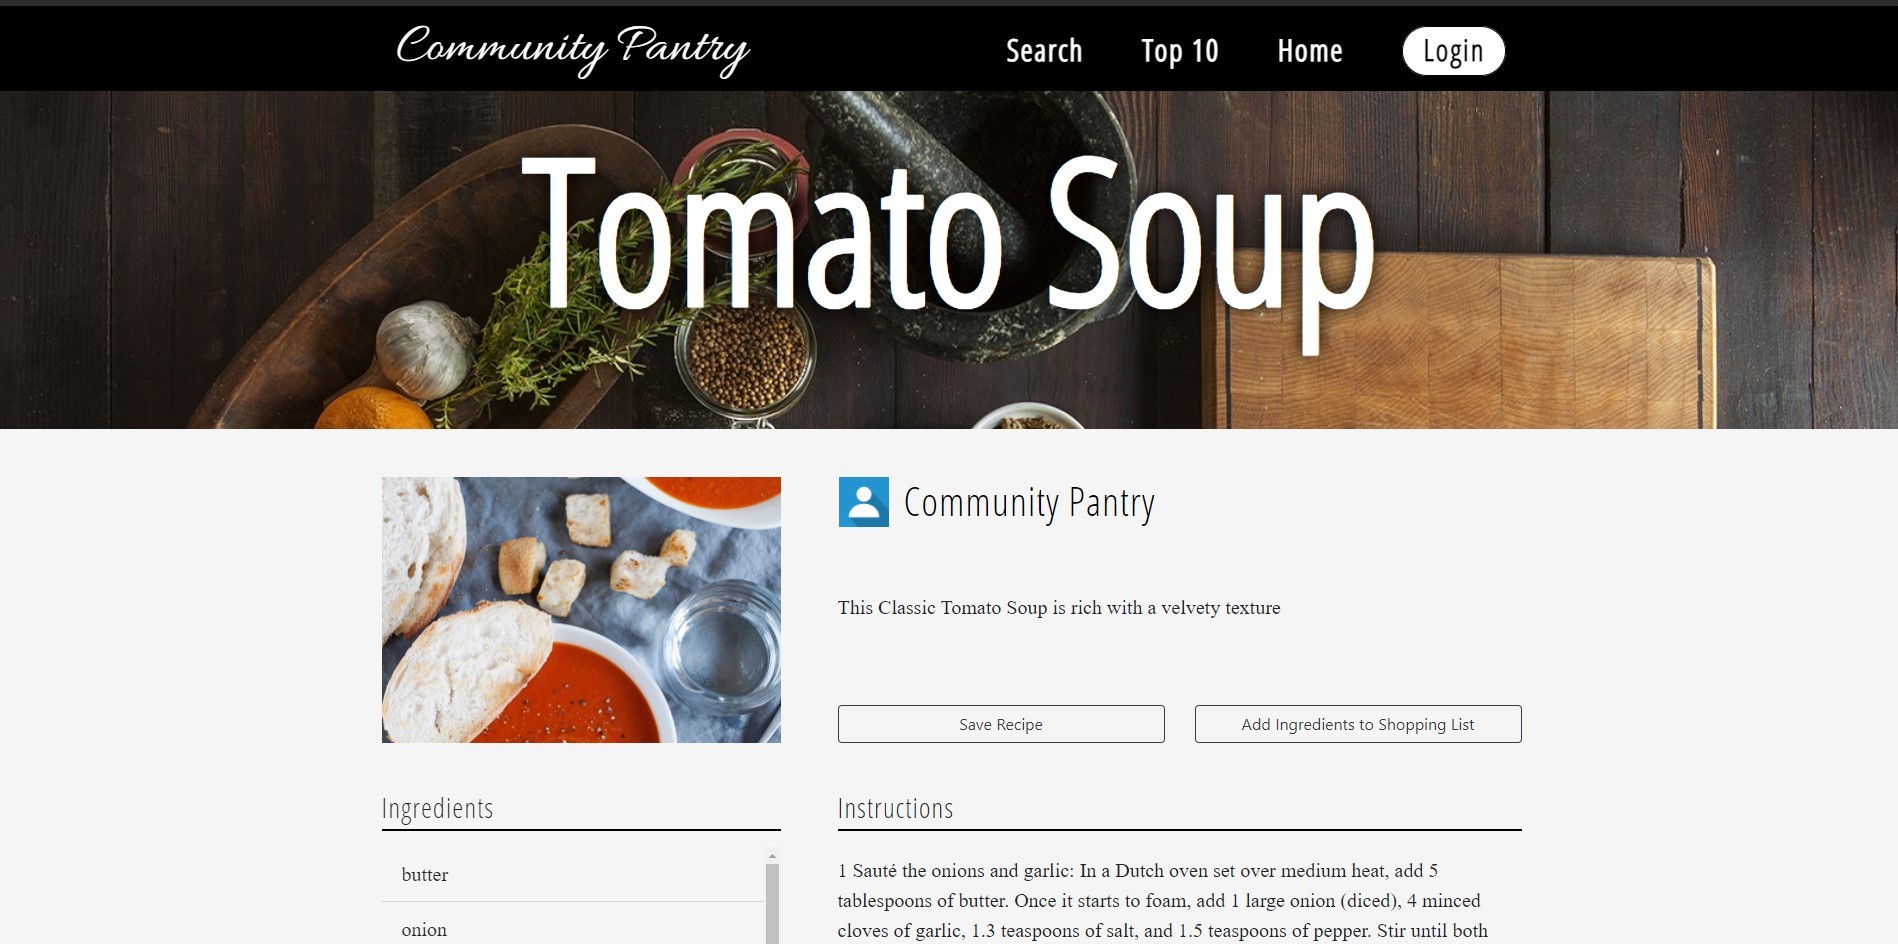 Community Pantry
Search
Top 10
Home
Login
Tomato Soup
Community Pantry
This Classic Tomato Soup is rich with a velvety texture
Save Recipe
Add Ingredients to Shopping List
Ingredients
butter
onion
Instructions
1 Sauté the onions and garlic: In a Dutch oven set over medium heat, add 5
tablespoons of butter. Once it starts to foam, add 1 large onion (diced), 4 minced
cloves of garlic, 1.3 teaspoons of salt, and 1.5 teaspoons of pepper. Stir until both